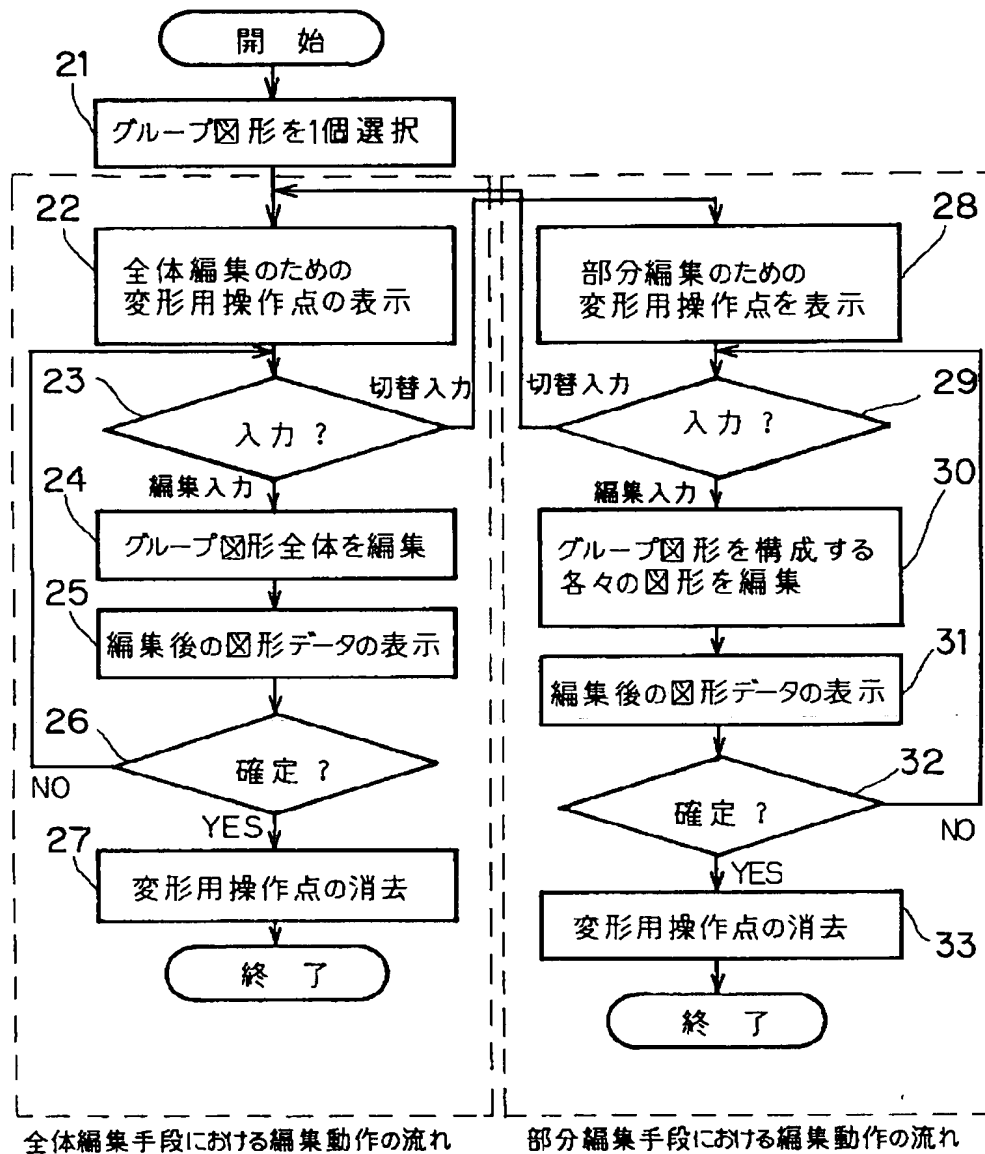 開始
21
グループ図形を1個選択
22
全体編集のための
変形用操作点の表示
23
切替入力
入力?
編集入力
24
グループ図形全体を編集
25
編集後の図形データの表示
26
確定?
NO
YES
27
変形用操作点の消去
終了
全体編集手段における編集動作の流れ
28
部分編集のための
変形用操作点を表示
切替入力
29
入力?
編集入力
30
グループ図形を構成する
各々の図形を編集
31
編集後の図形データの表示
32
確定?
NO
YES
変形用操作点の消去
33
終了
部分編集手段における編集動作の流れ